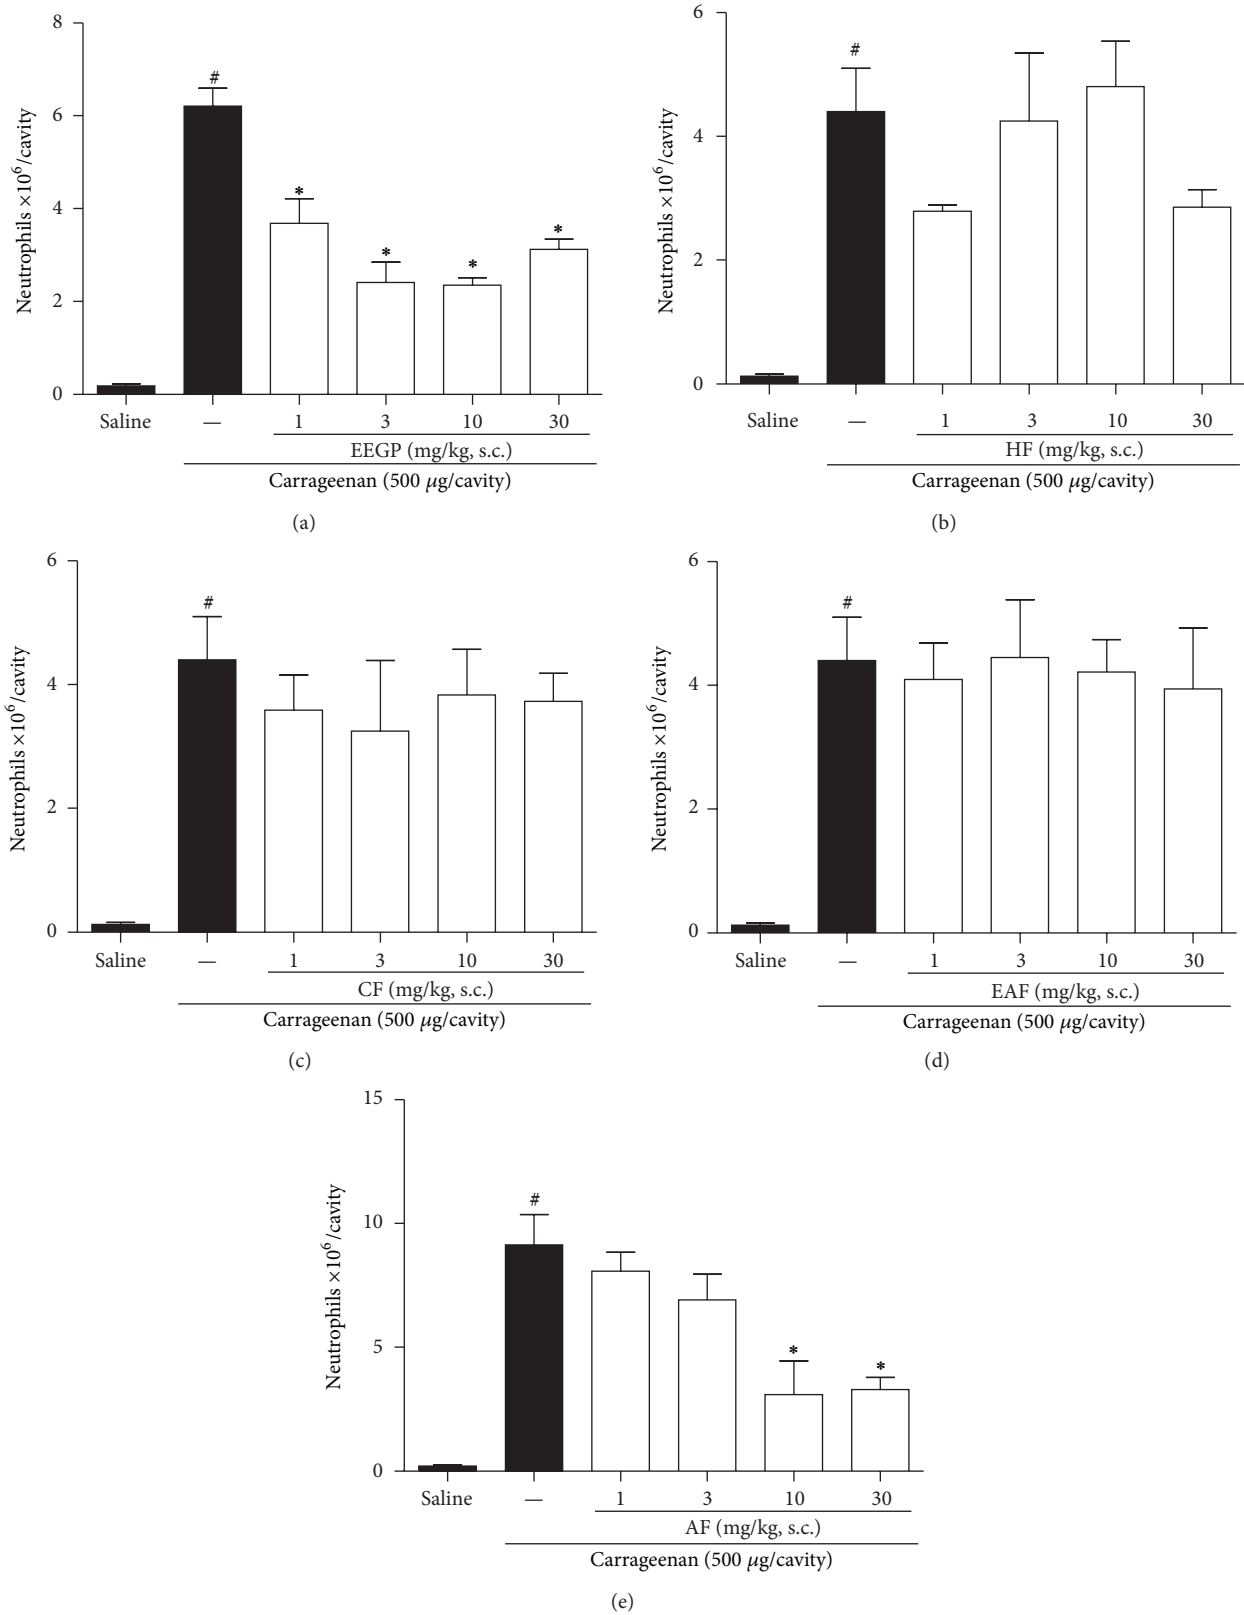 8
6
4
2
0
Neutrophils ×10⁶/cavity
#
*
*
*
*
Saline — 1 3 10 30
EEGP (mg/kg, s.c.)
Carrageenan (500 μg/cavity)
(a)
6
4
2
0
Neutrophils ×10⁶/cavity
#
Saline — 1 3 10 30
HF (mg/kg, s.c.)
Carrageenan (500 μg/cavity)
(b)
6
4
2
0
Neutrophils ×10⁶/cavity
#
Saline — 1 3 10 30
CF (mg/kg, s.c.)
Carrageenan (500 μg/cavity)
(c)
6
4
2
0
Neutrophils ×10⁶/cavity
#
Saline — 1 3 10 30
EAF (mg/kg, s.c.)
Carrageenan (500 μg/cavity)
(d)
15
10
5
0
Neutrophils ×10⁶/cavity
#
*
*
Saline — 1 3 10 30
AF (mg/kg, s.c.)
Carrageenan (500 μg/cavity)
(e)